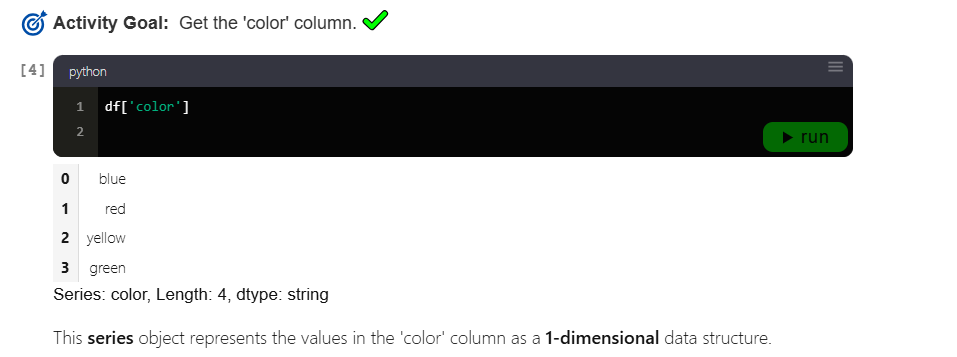 Activity Goal: Get the 'color' column.
[4] python
1 df['color']
2
run
0 blue
1 red
2 yellow
3 green
Series: color, Length: 4, dtype: string
This series object represents the values in the 'color' column as a 1-dimensional data structure.